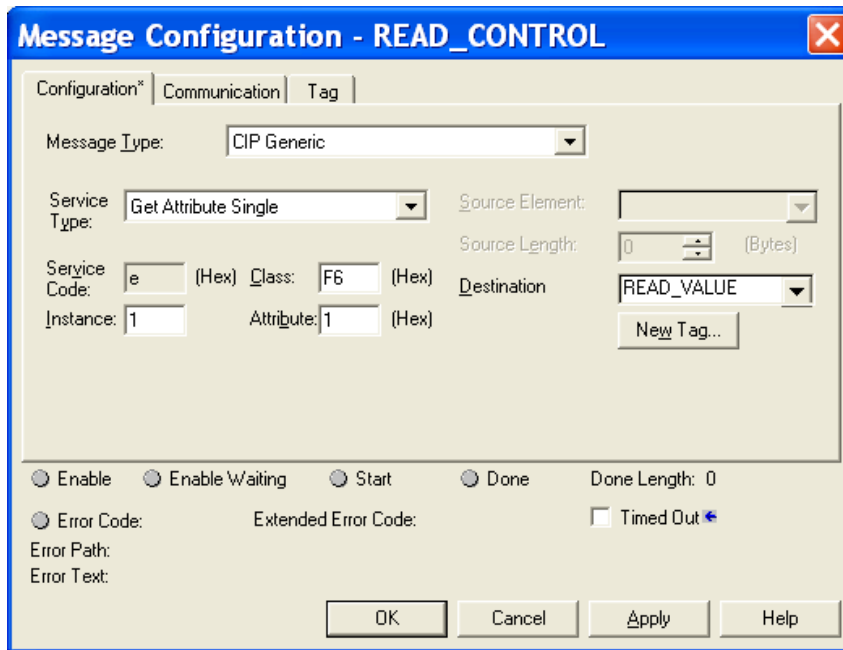 Message Configuration - READ_CONTROL
Configuration* Communication Tag
Message Type: CIP Generic
Service Type: Get Attribute Single
Source Element:
Source Length: 0 (Bytes)
Service Code: e (Hex) Class: F6 (Hex)
Destination READ_VALUE
Instance: 1 Attribute: 1 (Hex)
New Tag...
Enable Enable Waiting Start Done Done Length: 0
Error Code: Extended Error Code: Timed Out
Error Path:
Error Text:
OK Cancel Apply Help